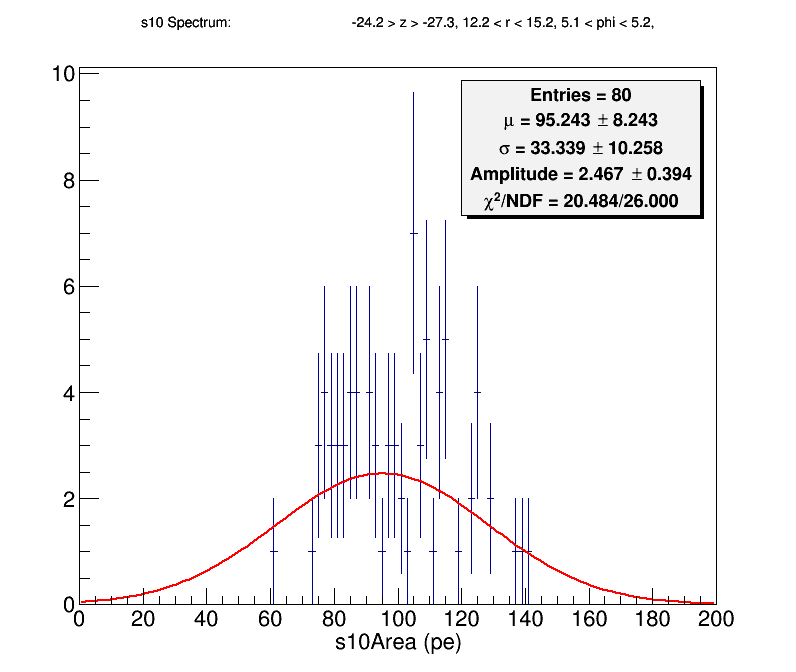 s10 Spectrum: -24.2 > z > -27.3, 12.2 < r < 15.2, 5.1 < phi < 5.2,
Entries = 80
μ = 95.243 ± 8.243
σ = 33.339 ± 10.258
Amplitude = 2.467 ± 0.394
χ²/NDF = 20.484/26.000
10
8
6
4
2
0
0 20 40 60 80 100 120 140 160 180 200
s10Area (pe)